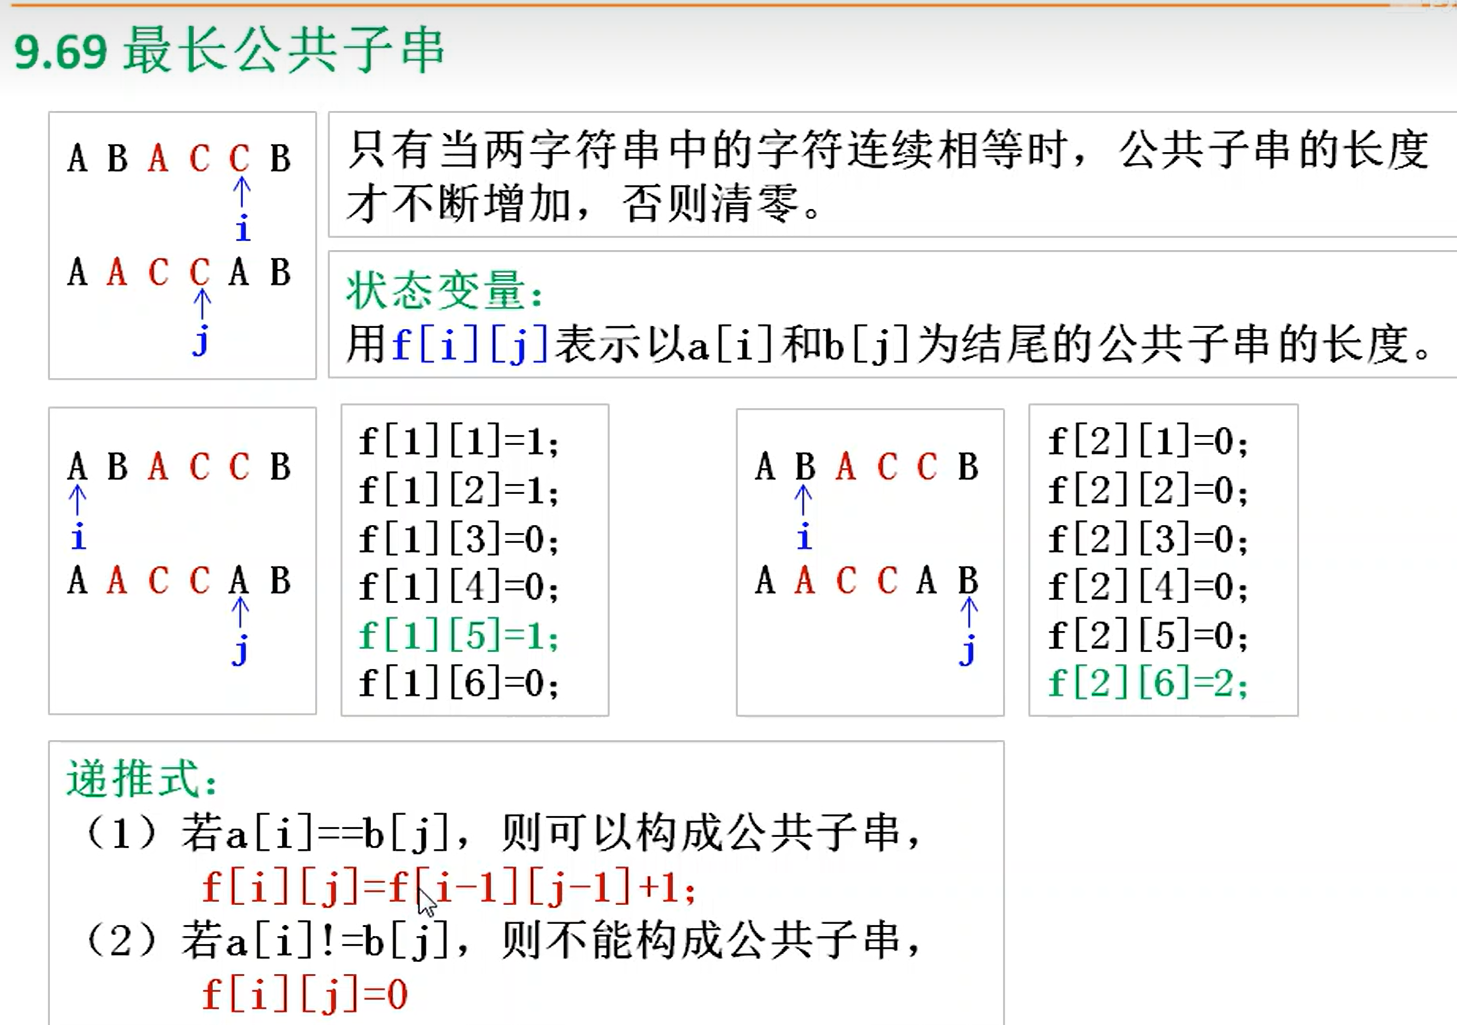 9.69 最长公共子串
A B A C C B
i
A A C C A B
j
只有当两字符串中的字符连续相等时，公共子串的长度
才不断增加，否则清零。
状态变量：
用f[i][j]表示以a[i]和b[j]为结尾的公共子串的长度。
A B A C C B
i
A A C C A B
j
f[1][1]=1;
f[1][2]=1;
f[1][3]=0;
f[1][4]=0;
f[1][5]=1;
f[1][6]=0;
A B A C C B
i
A A C C A B
j
f[2][1]=0;
f[2][2]=0;
f[2][3]=0;
f[2][4]=0;
f[2][5]=0;
f[2][6]=2;
递推式：
（1）若a[i]==b[j]，则可以构成公共子串，
f[i][j]=f[i-1][j-1]+1;
（2）若a[i]!=b[j]，则不能构成公共子串，
f[i][j]=0